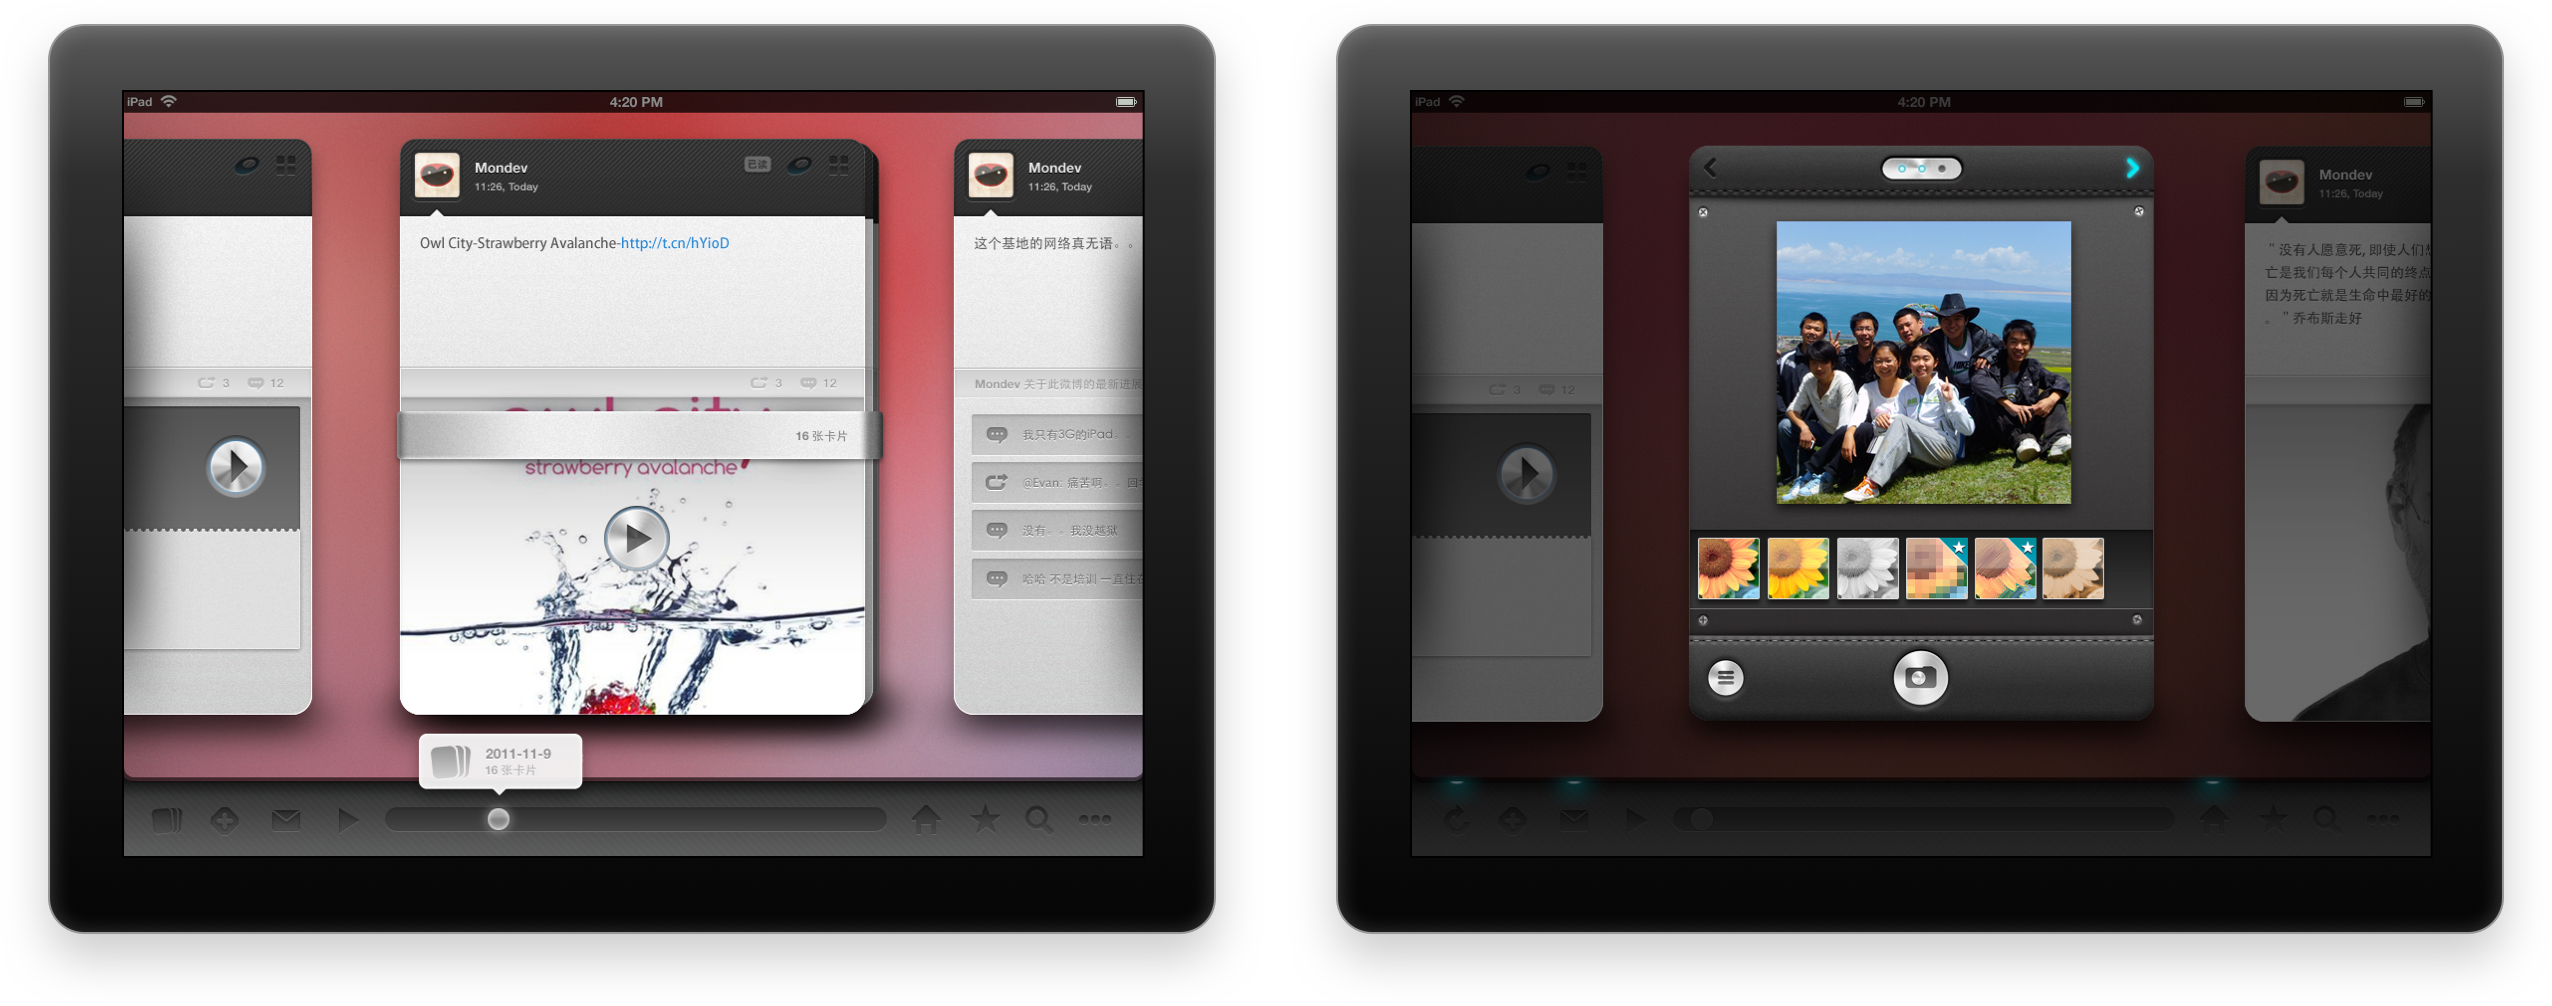 iPad
4:20 PM
Mondev
11:26, Today
已读
Owl City-Strawberry Avalanche-http://t.cn/hYioD
3
12
3
12
16 张卡片
strawberry avalanche
2011-11-9
16 张卡片
Mondev
11:26, Today
这个基地的网络真无语。。
Mondev 关于此微博的最新进展
我只有3G的iPad。。
@Evan: 痛苦啊。。回
没有。。我没越狱
哈哈 不是培训 一直住在
iPad
4:20 PM
3
12
Mondev
11:26, Today
"没有人愿意死, 即使人们想
亡是我们每个人共同的终点
因为死亡就是生命中最好的
。"乔布斯走好